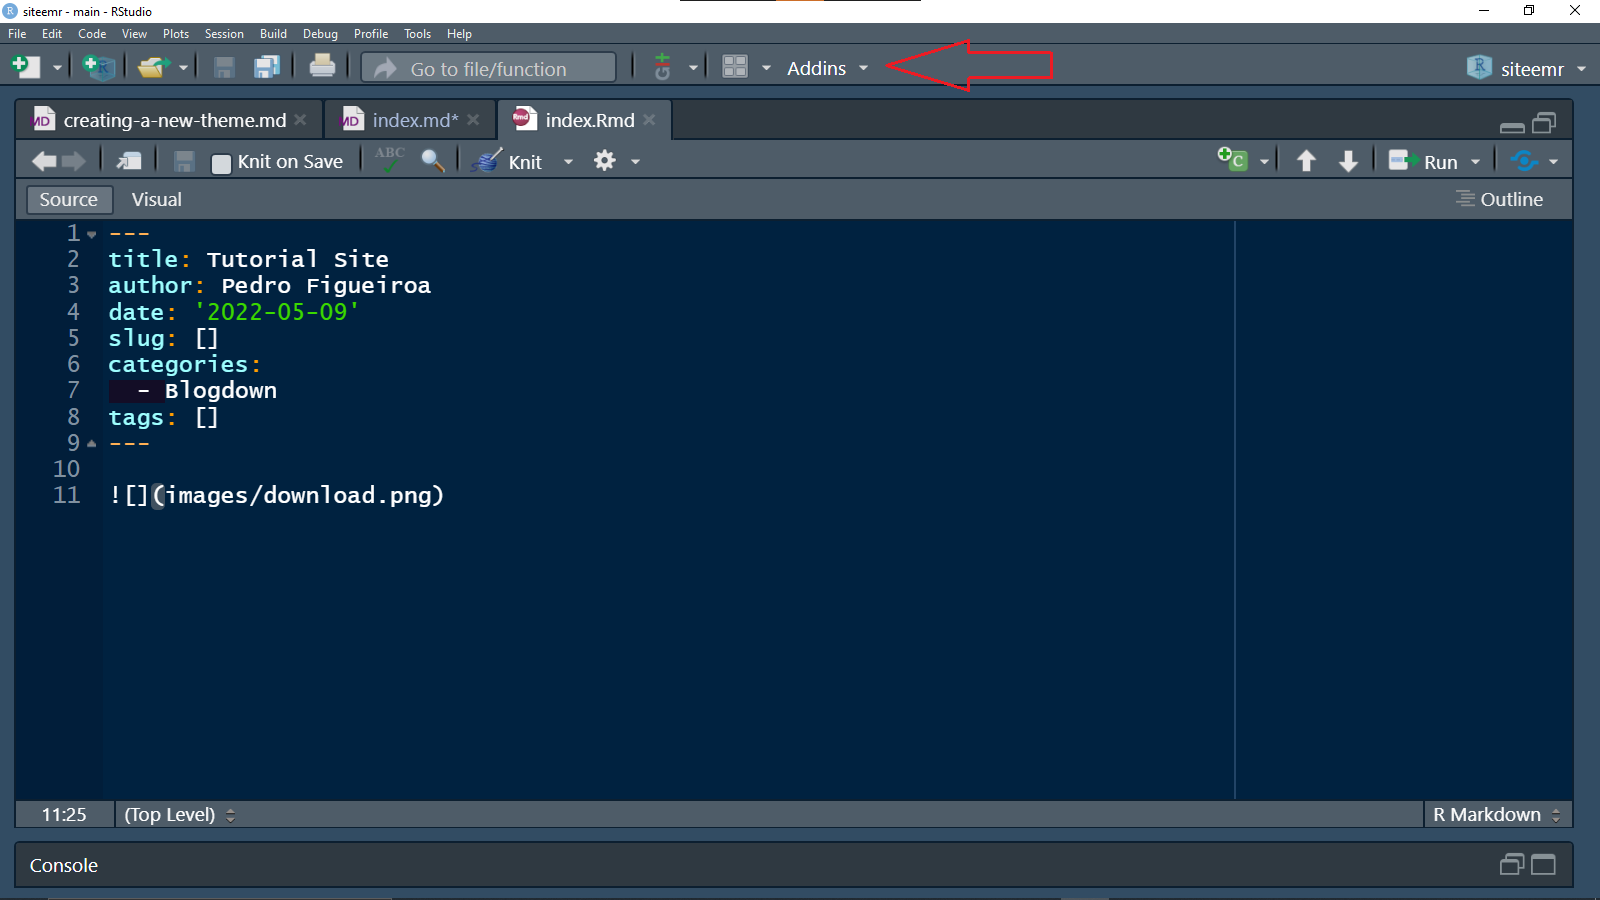 siteemr - main - RStudio
File Edit Code View Plots Session Build Debug Profile Tools Help
Go to file/function Addins siteemr
creating-a-new-theme.md index.md* index.Rmd
Knit on Save ABC Knit Run
Source Visual Outline
1 ---
2 title: Tutorial Site
3 author: Pedro Figueiroa
4 date: '2022-05-09'
5 slug: []
6 categories:
7   - Blogdown
8 tags: []
9 ---
10
11 ![](images/download.png)
11:25 (Top Level) R Markdown
Console